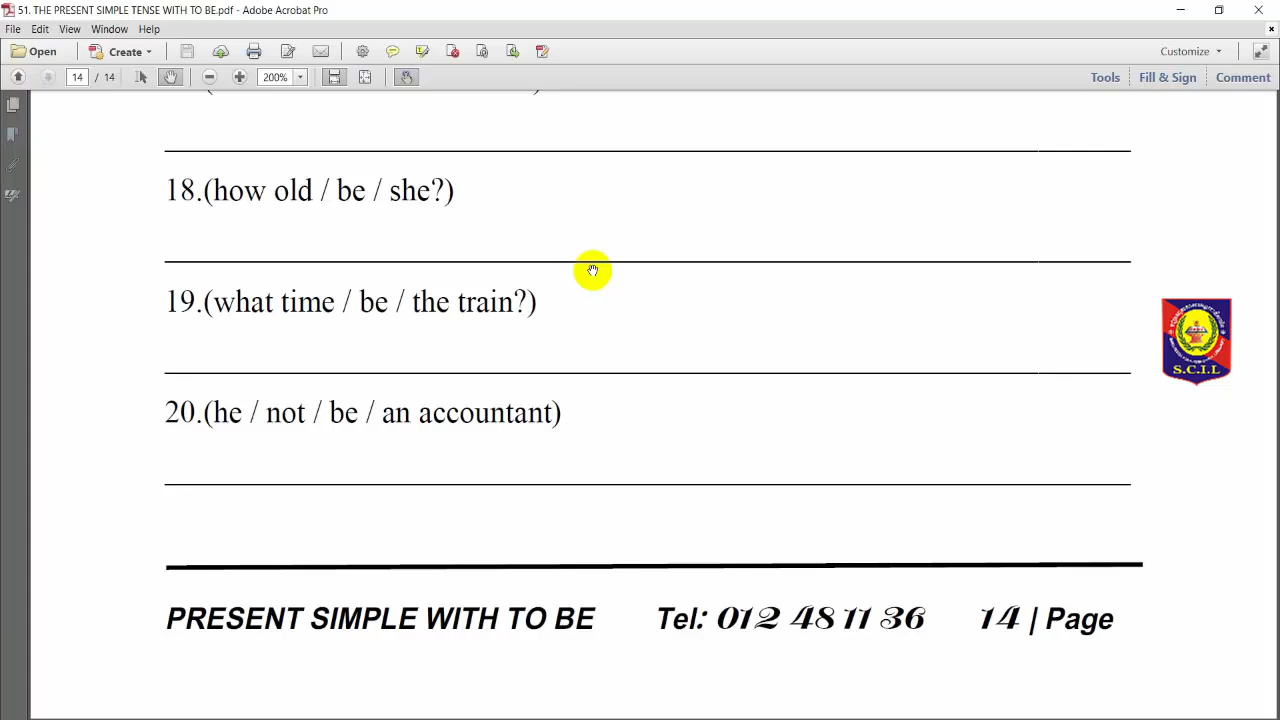 51. THE PRESENT SIMPLE TENSE WITH TO BE.pdf - Adobe Acrobat Pro
File Edit View Window Help
Open Create Customize
14 / 14 200% Tools Fill & Sign Comment
18.(how old / be / she?)
19.(what time / be / the train?)
20.(he / not / be / an accountant)
S.C.I.L
PRESENT SIMPLE WITH TO BE Tel: 012 48 11 36 14 | Page